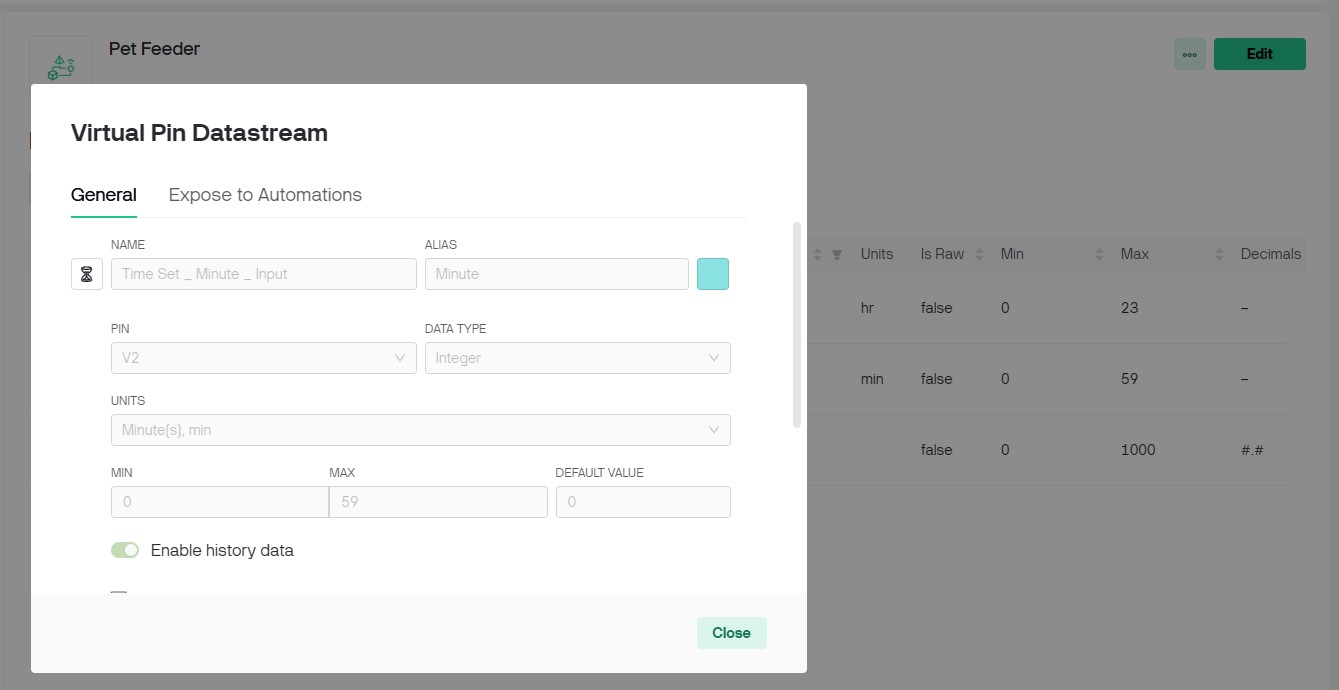 Pet Feeder
Edit
Virtual Pin Datastream
General Expose to Automations
NAME ALIAS
Time Set _ Minute _ Input Minute
PIN DATA TYPE
V2 Integer
UNITS
Minute(s), min
MIN MAX DEFAULT VALUE
0 59 0
Enable history data
Close
Units Is Raw Min Max Decimals
hr false 0 23 –
min false 0 59 –
false 0 1000 #.#